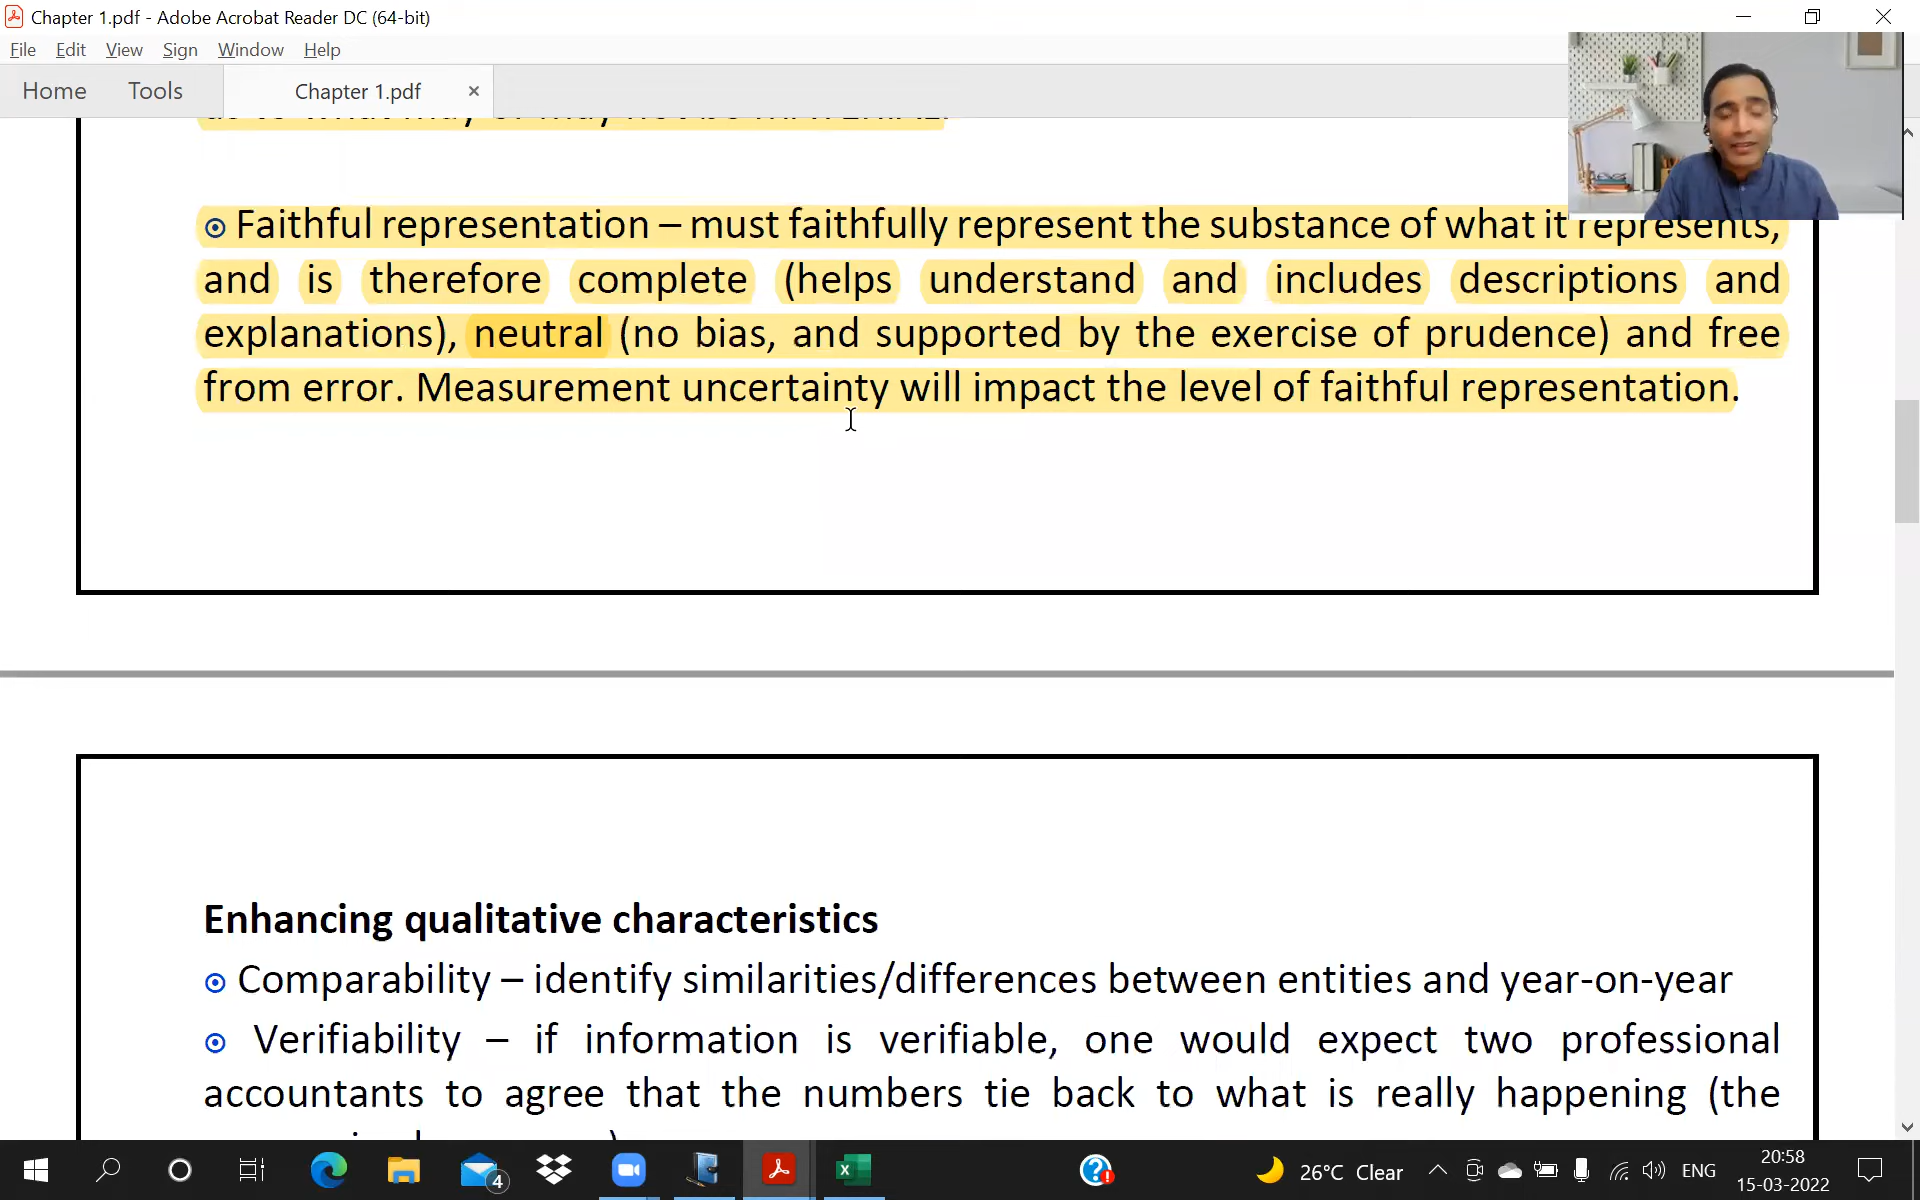 Chapter 1.pdf - Adobe Acrobat Reader DC (64-bit)
File Edit View Sign Window Help
Home Tools Chapter 1.pdf ×
⦿ Faithful representation – must faithfully represent the substance of what it represents,
and is therefore complete (helps understand and includes descriptions and
explanations), neutral (no bias, and supported by the exercise of prudence) and free
from error. Measurement uncertainty will impact the level of faithful representation.
Enhancing qualitative characteristics
⦿ Comparability – identify similarities/differences between entities and year-on-year
⦿ Verifiability – if information is verifiable, one would expect two professional
accountants to agree that the numbers tie back to what is really happening (the
4
26°C Clear
ENG
20:58
15-03-2022